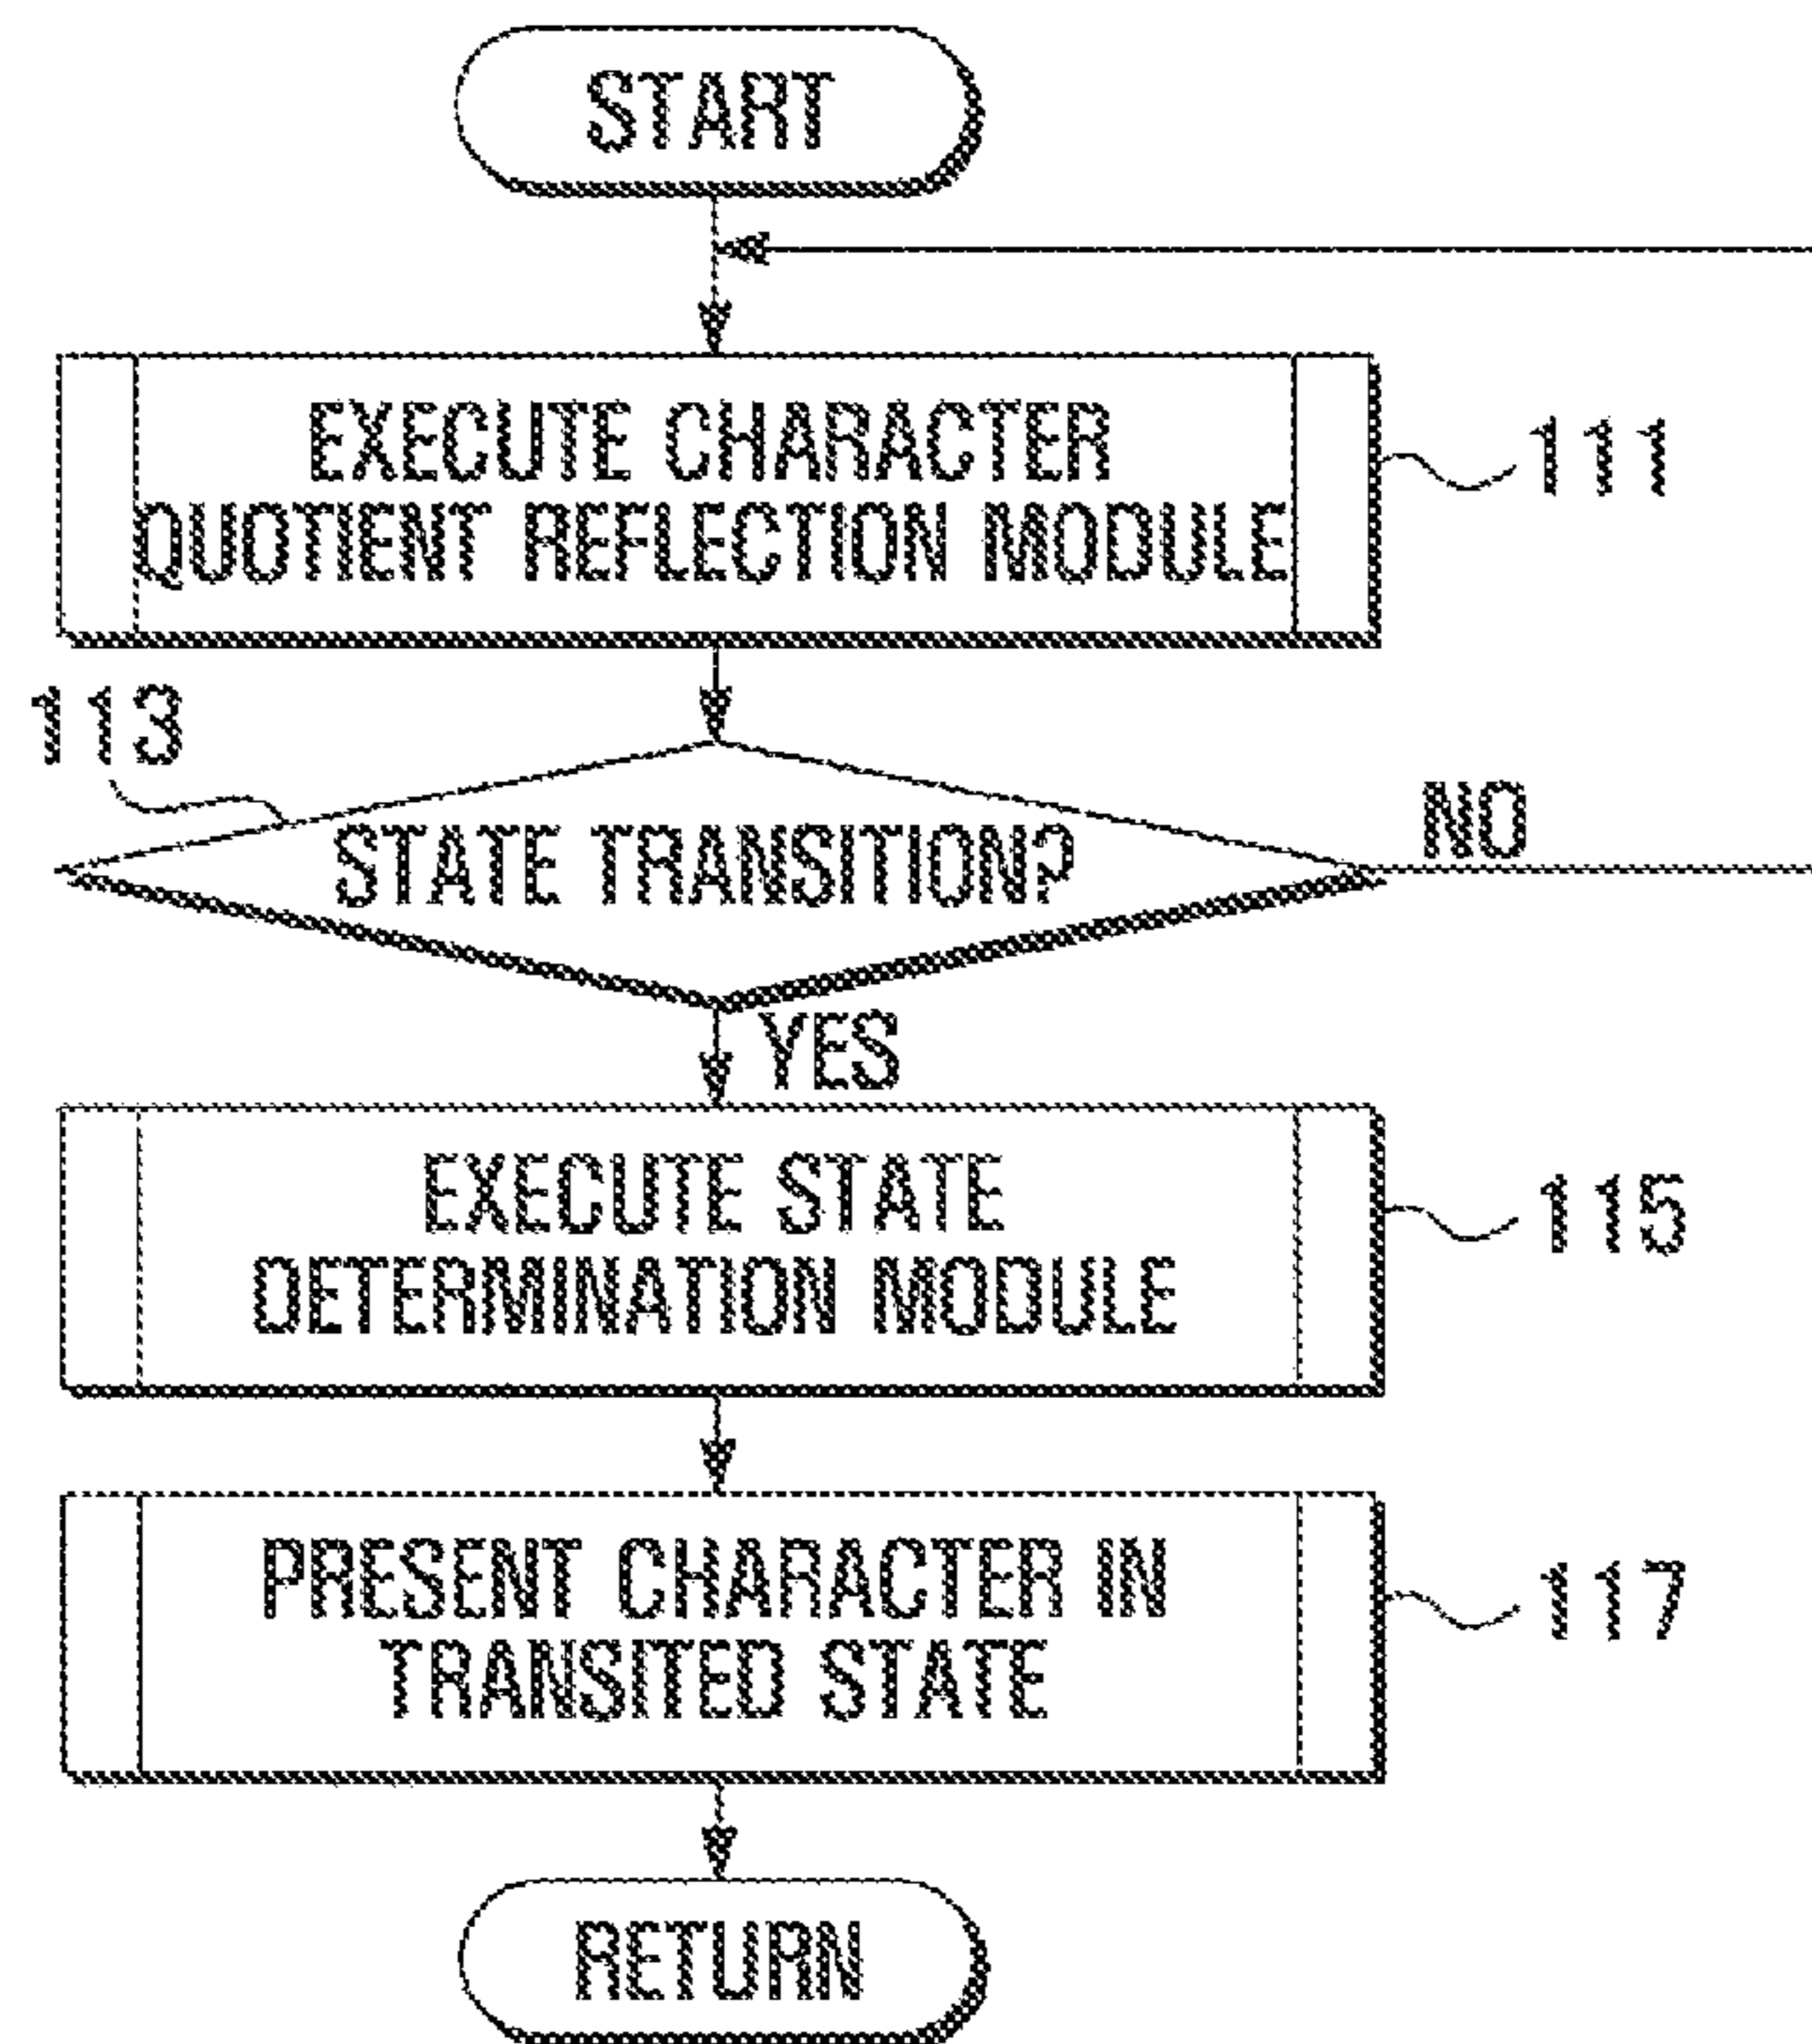 START
EXECUTE CHARACTER
QUOTIENT REFLECTION MODULE
111
113
STATE TRANSITION?
NO
YES
EXECUTE STATE
DETERMINATION MODULE
115
PRESENT CHARACTER IN
TRANSITED STATE
117
RETURN